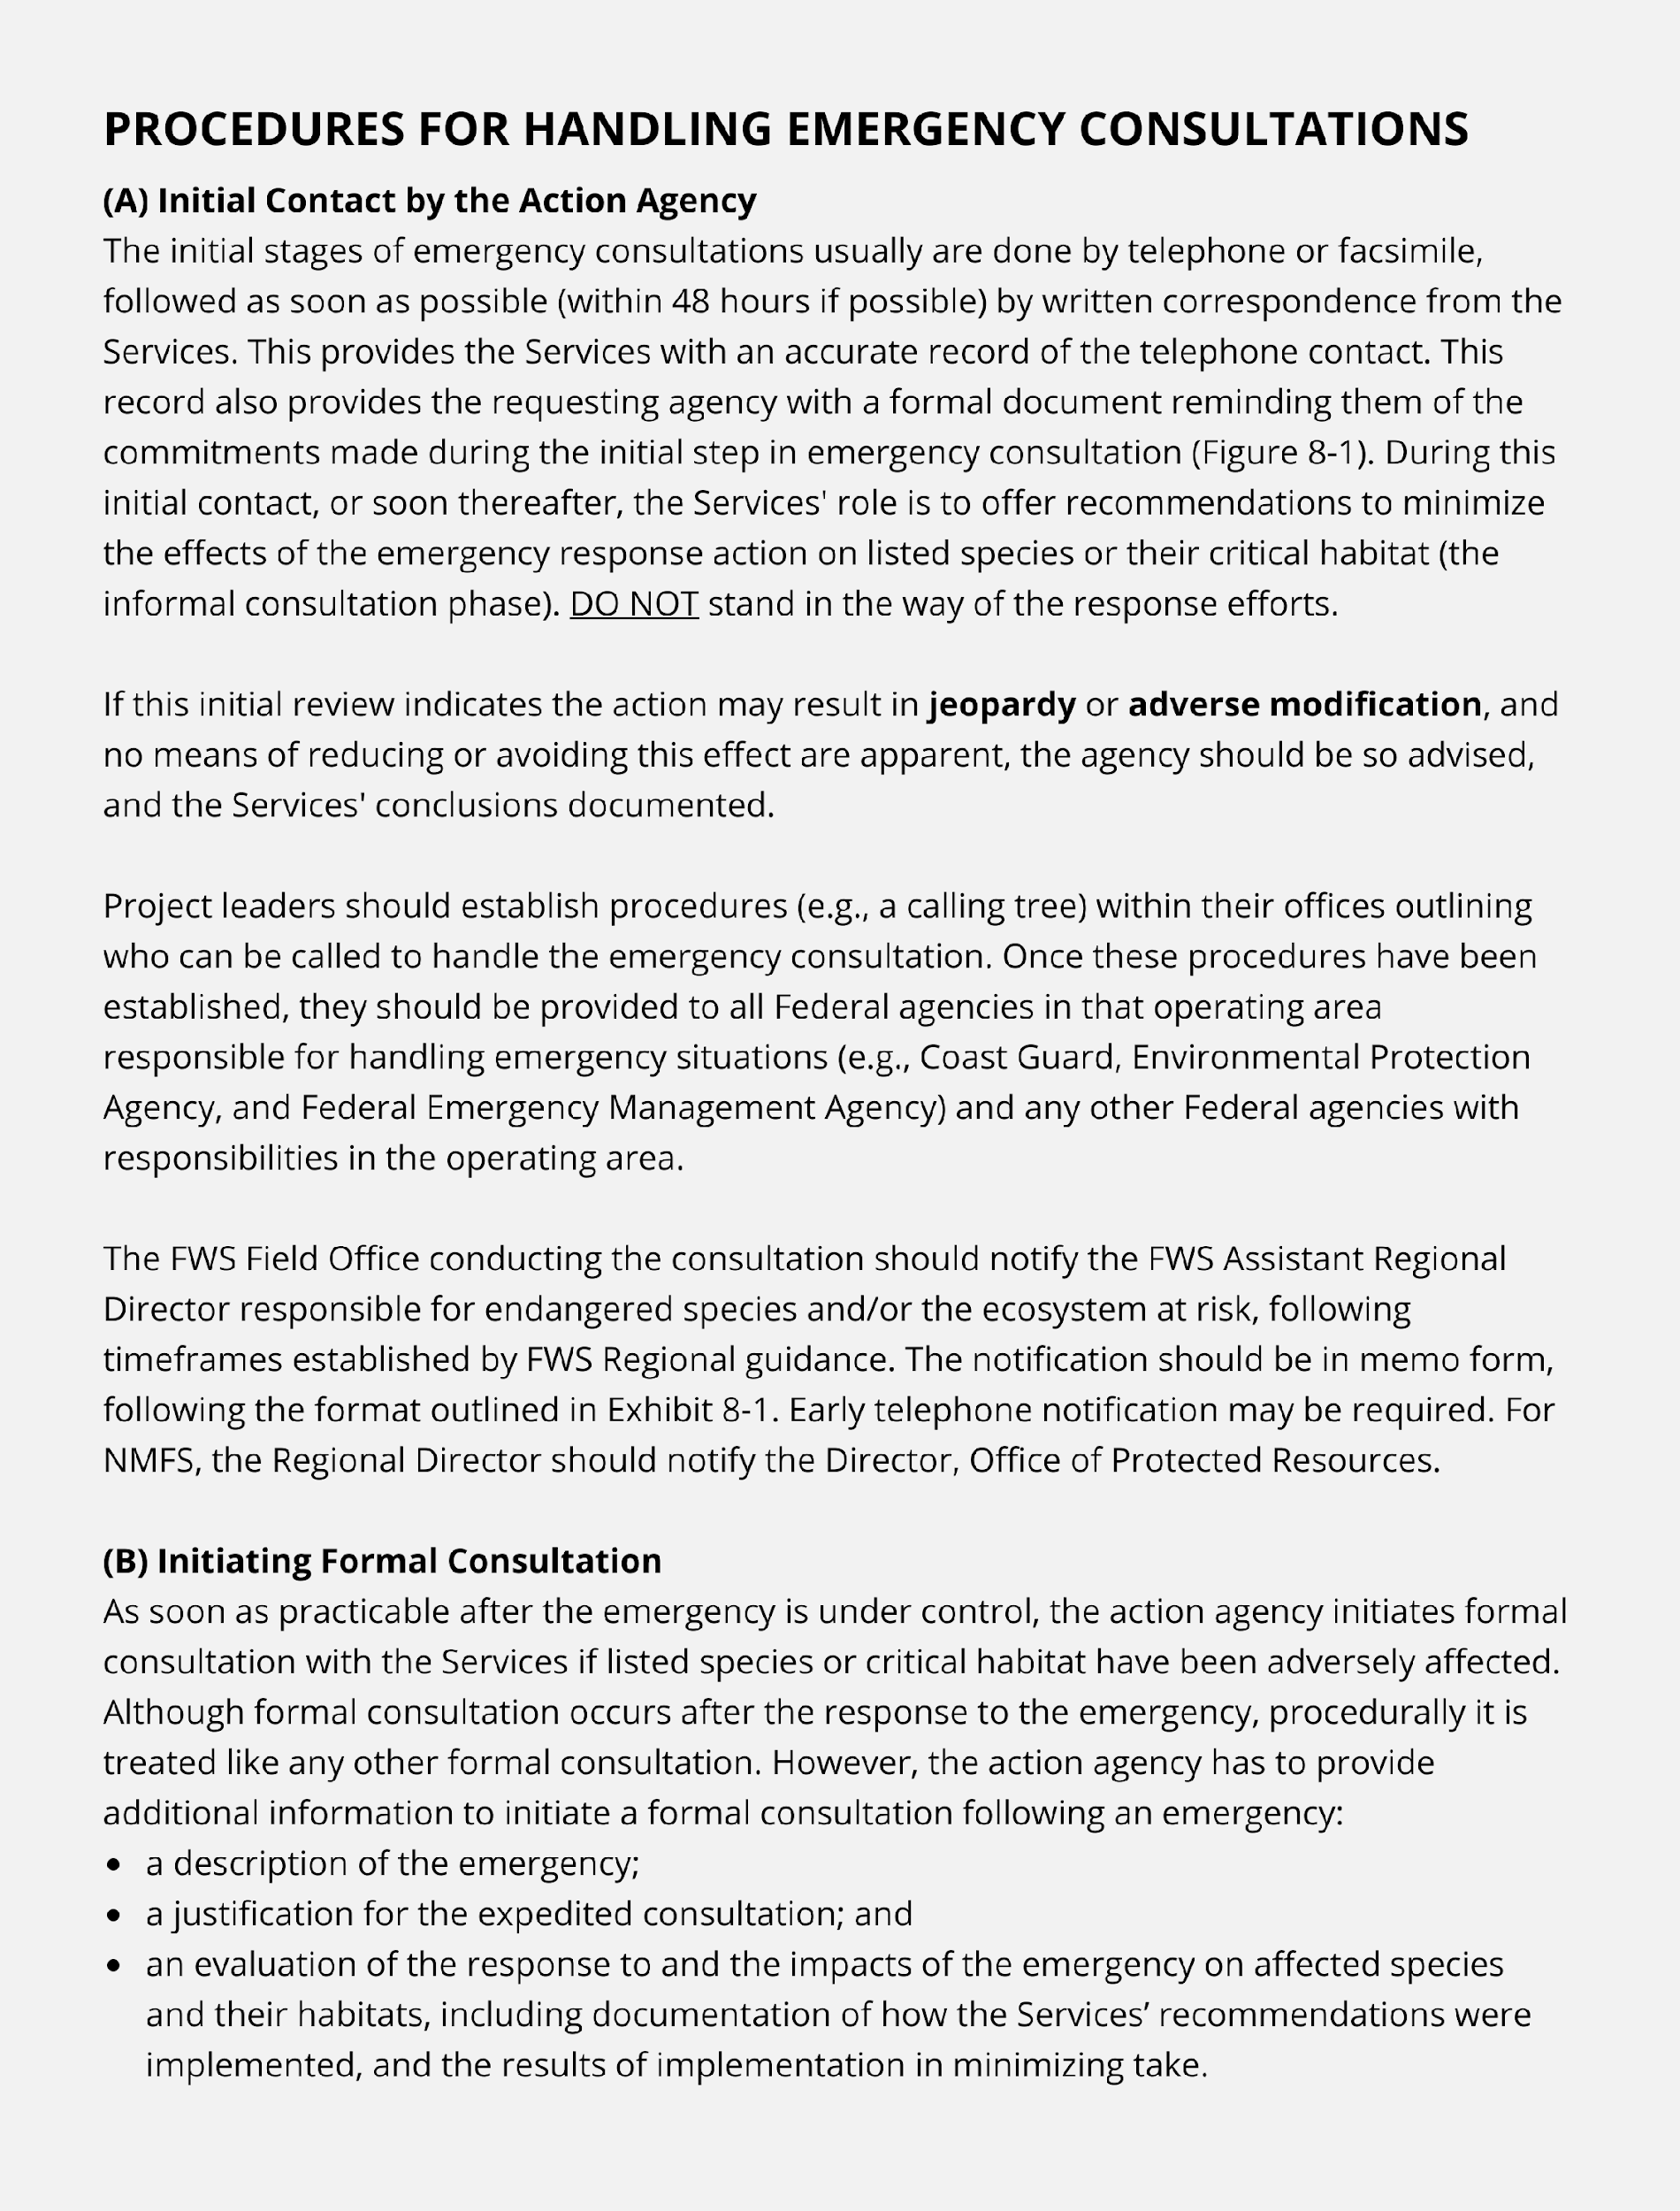 PROCEDURES FOR HANDLING EMERGENCY CONSULTATIONS
(A) Initial Contact by the Action Agency
The initial stages of emergency consultations usually are done by telephone or facsimile,
followed as soon as possible (within 48 hours if possible) by written correspondence from the
Services. This provides the Services with an accurate record of the telephone contact. This
record also provides the requesting agency with a formal document reminding them of the
commitments made during the initial step in emergency consultation (Figure 8-1). During this
initial contact, or soon thereafter, the Services' role is to offer recommendations to minimize
the effects of the emergency response action on listed species or their critical habitat (the
informal consultation phase). DO NOT stand in the way of the response efforts.
If this initial review indicates the action may result in jeopardy or adverse modification, and
no means of reducing or avoiding this effect are apparent, the agency should be so advised,
and the Services' conclusions documented.
Project leaders should establish procedures (e.g., a calling tree) within their offices outlining
who can be called to handle the emergency consultation. Once these procedures have been
established, they should be provided to all Federal agencies in that operating area
responsible for handling emergency situations (e.g., Coast Guard, Environmental Protection
Agency, and Federal Emergency Management Agency) and any other Federal agencies with
responsibilities in the operating area.
The FWS Field Office conducting the consultation should notify the FWS Assistant Regional
Director responsible for endangered species and/or the ecosystem at risk, following
timeframes established by FWS Regional guidance. The notification should be in memo form,
following the format outlined in Exhibit 8-1. Early telephone notification may be required. For
NMFS, the Regional Director should notify the Director, Office of Protected Resources.
(B) Initiating Formal Consultation
As soon as practicable after the emergency is under control, the action agency initiates formal
consultation with the Services if listed species or critical habitat have been adversely affected.
Although formal consultation occurs after the response to the emergency, procedurally it is
treated like any other formal consultation. However, the action agency has to provide
additional information to initiate a formal consultation following an emergency:
• a description of the emergency;
• a justification for the expedited consultation; and
• an evaluation of the response to and the impacts of the emergency on affected species
and their habitats, including documentation of how the Services’ recommendations were
implemented, and the results of implementation in minimizing take.